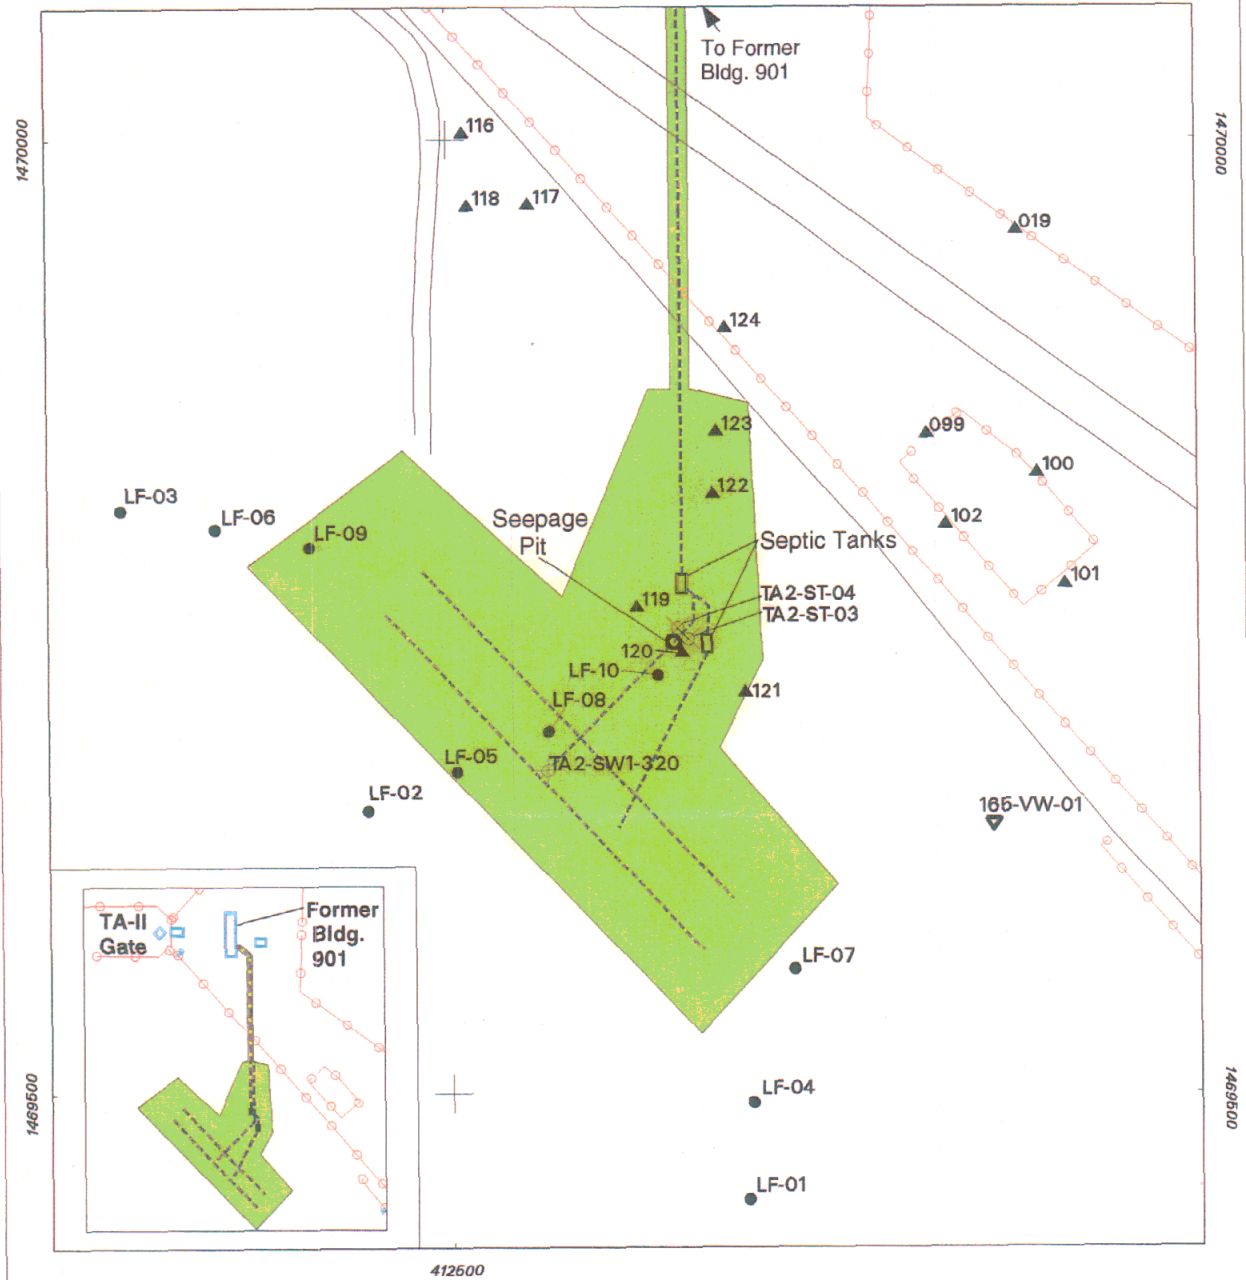 To Former
Bldg. 901
1470000
1470000
116
118
117
019
124
123
099
100
122
102
LF-03
LF-06
LF-09
Seepage
Pit
Septic Tanks
101
119
TA2-ST-04
TA2-ST-03
120
LF-10
121
LF-08
LF-05
TA2-SW1-320
LF-02
165-VW-01
TA-II
Gate
Former
Bldg.
901
LF-07
LF-04
1469500
1469500
LF-01
412500